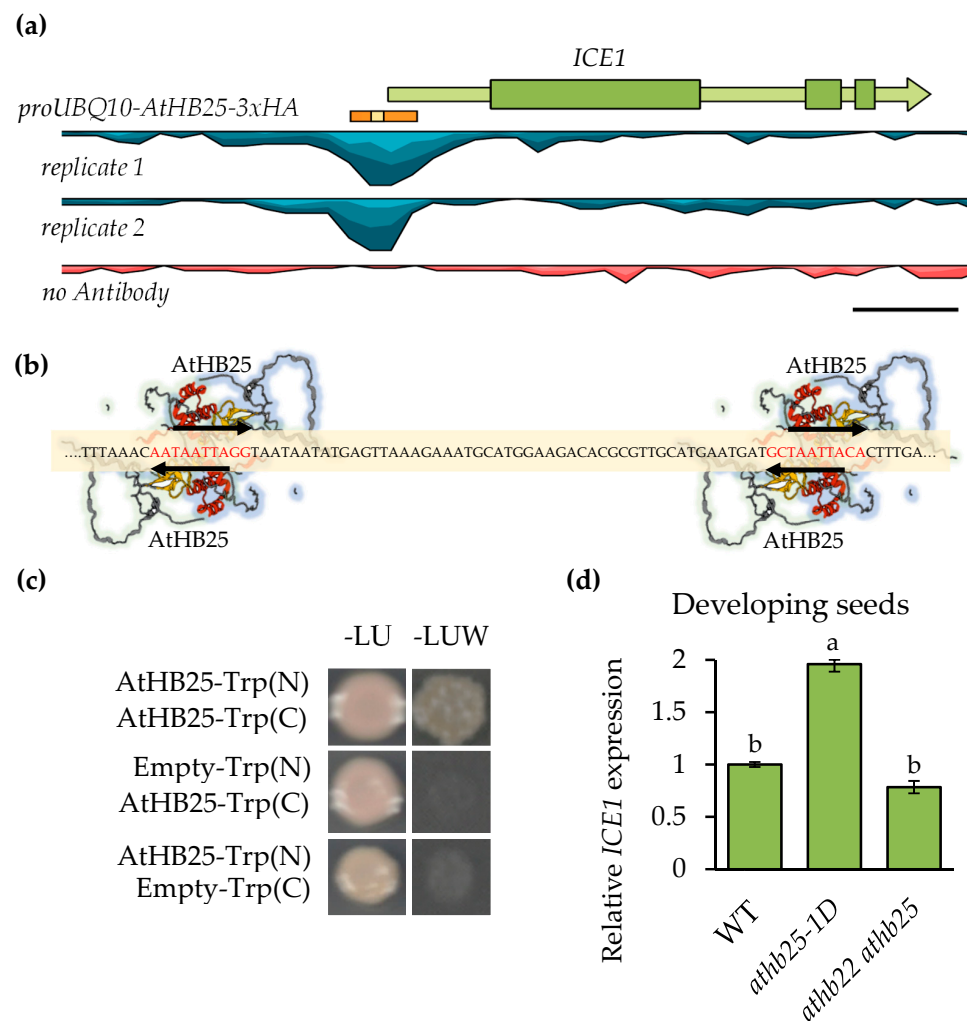 (a)
ICE1
proUBQ10-AtHB25-3xHA
replicate 1
replicate 2
no Antibody
(b)
AtHB25
AtHB25
....TTTAAACAATAATTAGGTAATAATATGAGTTAAAGAAATGCATGGAAGACACGCGTTGCATGAATGATGCTAATTACACTTTGA...
AtHB25
AtHB25
(c)
-LU -LUW
AtHB25-Trp(N)
AtHB25-Trp(C)
Empty-Trp(N)
AtHB25-Trp(C)
AtHB25-Trp(N)
Empty-Trp(C)
(d)
Developing seeds
Relative ICE1 expression
2
1.5
1
0.5
0
b
a
b
WT
athb25-1D
athb22 athb25